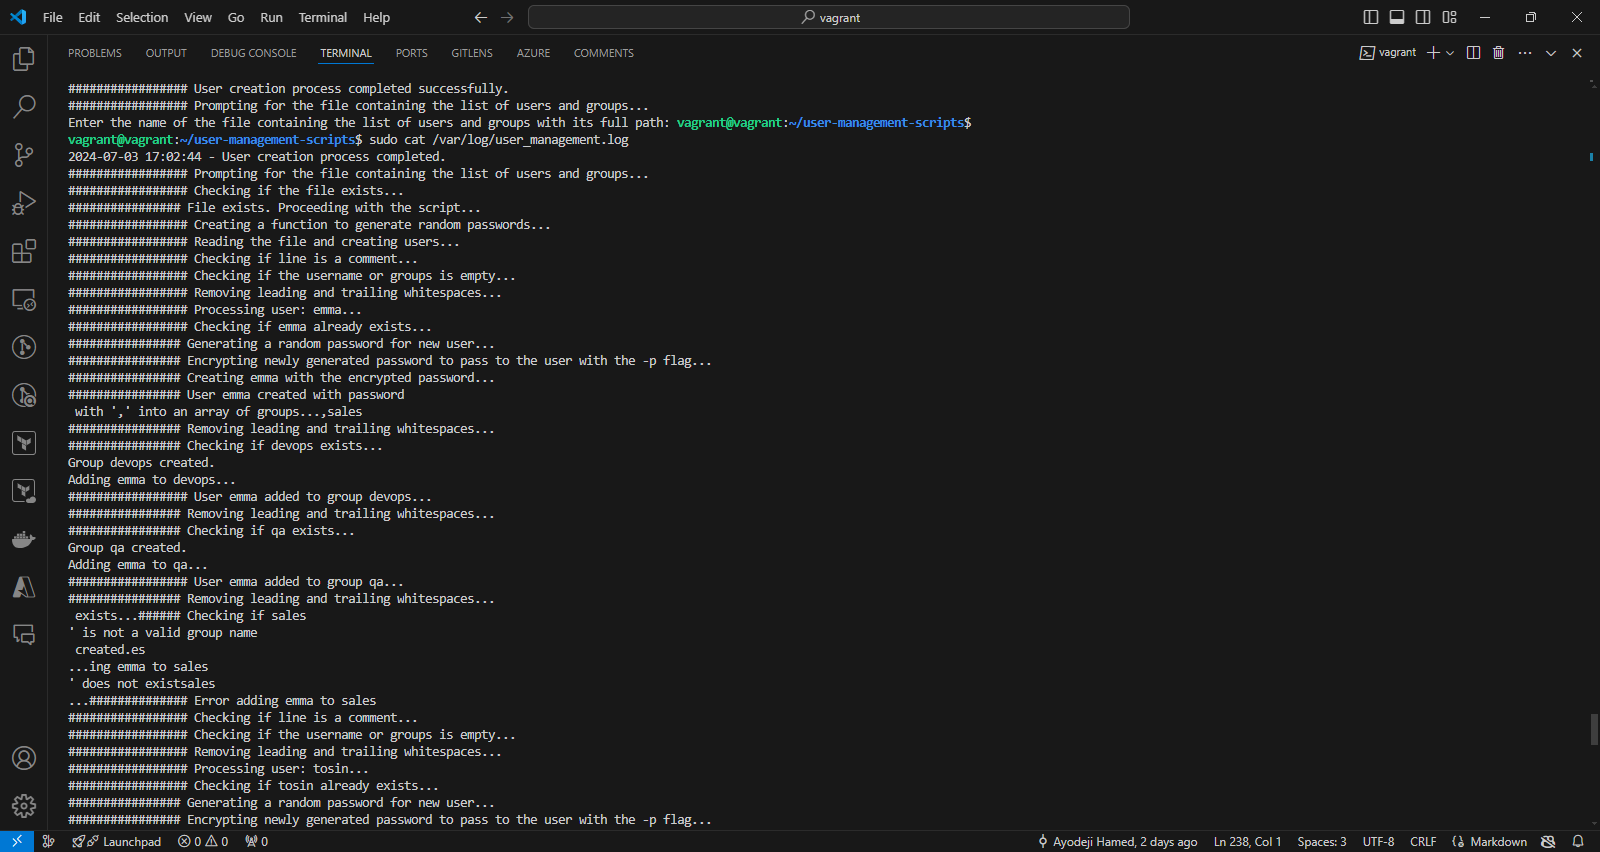 File Edit Selection View Go Run Terminal Help
vagrant
PROBLEMS OUTPUT DEBUG CONSOLE TERMINAL PORTS GITLENS AZURE COMMENTS
vagrant
################# User creation process completed successfully.
################# Prompting for the file containing the list of users and groups...
Enter the name of the file containing the list of users and groups with its full path: vagrant@vagrant:~/user-management-scripts$
vagrant@vagrant:~/user-management-scripts$ sudo cat /var/log/user_management.log
2024-07-03 17:02:44 - User creation process completed.
################# Prompting for the file containing the list of users and groups...
################# Checking if the file exists...
################ File exists. Proceeding with the script...
################# Creating a function to generate random passwords...
################# Reading the file and creating users...
################# Checking if line is a comment...
################# Checking if the username or groups is empty...
################# Removing leading and trailing whitespaces...
################# Processing user: emma...
################# Checking if emma already exists...
################ Generating a random password for new user...
################ Encrypting newly generated password to pass to the user with the -p flag...
################ Creating emma with the encrypted password...
################ User emma created with password
 with ',' into an array of groups...,sales
################ Removing leading and trailing whitespaces...
################ Checking if devops exists...
Group devops created.
Adding emma to devops...
################# User emma added to group devops...
################ Removing leading and trailing whitespaces...
################ Checking if qa exists...
Group qa created.
Adding emma to qa...
################# User emma added to group qa...
################ Removing leading and trailing whitespaces...
 exists...###### Checking if sales
' is not a valid group name
 created.es
...ing emma to sales
' does not existsales
...############## Error adding emma to sales
################# Checking if line is a comment...
################# Checking if the username or groups is empty...
################# Removing leading and trailing whitespaces...
################# Processing user: tosin...
################# Checking if tosin already exists...
################ Generating a random password for new user...
################ Encrypting newly generated password to pass to the user with the -p flag...
Launchpad 0 0 0 Ayodeji Hamed, 2 days ago Ln 238, Col 1 Spaces: 3 UTF-8 CRLF Markdown